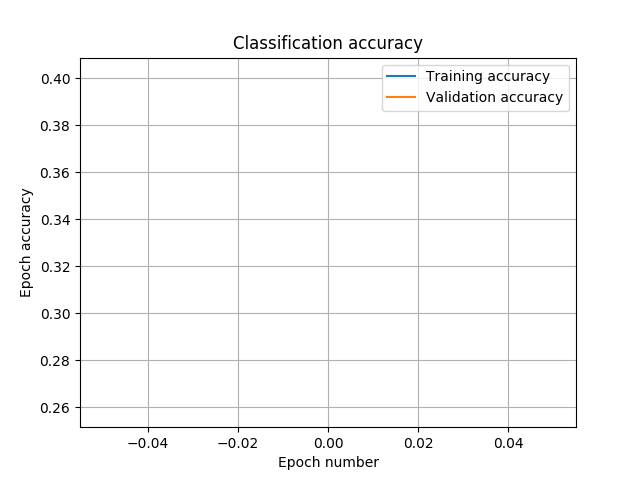 Classification accuracy
Training accuracy
Validation accuracy
Epoch accuracy
0.40
0.38
0.36
0.34
0.32
0.30
0.28
0.26
−0.04
−0.02
0.00
0.02
0.04
Epoch number